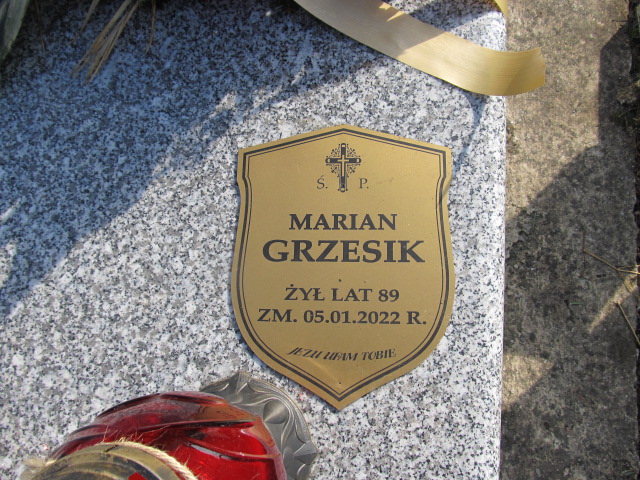 Ś. P.
MARIAN
GRZESIK
ŻYŁ LAT 89
ZM. 05.01.2022 R.
JEZU UFAM TOBIE